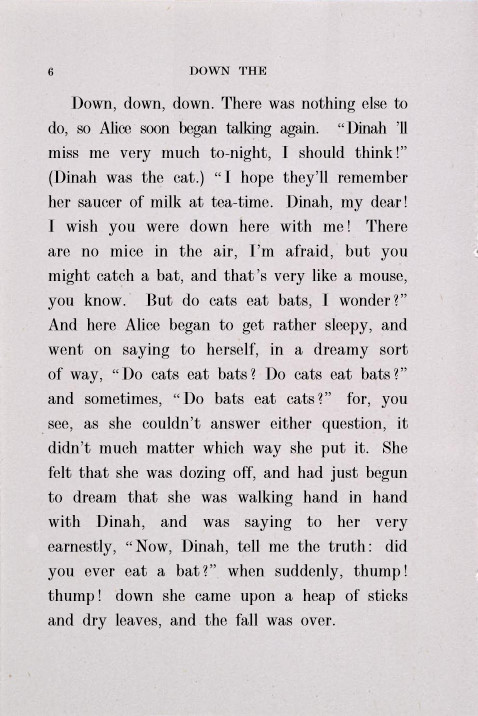 6
DOWN THE
Down, down, down. There was nothing else to
do, so Alice soon began talking again. “Dinah ’ll
miss me very much to-night, I should think!”
(Dinah was the cat.) “I hope they’ll remember
her saucer of milk at tea-time. Dinah, my dear!
I wish you were down here with me! There
are no mice in the air, I’m afraid, but you
might catch a bat, and that’s very like a mouse,
you know. But do cats eat bats, I wonder?”
And here Alice began to get rather sleepy, and
went on saying to herself, in a dreamy sort
of way, “Do cats eat bats? Do cats eat bats?”
and sometimes, “Do bats eat cats?” for, you
see, as she couldn’t answer either question, it
didn’t much matter which way she put it. She
felt that she was dozing off, and had just begun
to dream that she was walking hand in hand
with Dinah, and was saying to her very
earnestly, “Now, Dinah, tell me the truth: did
you ever eat a bat?” when suddenly, thump!
thump! down she came upon a heap of sticks
and dry leaves, and the fall was over.